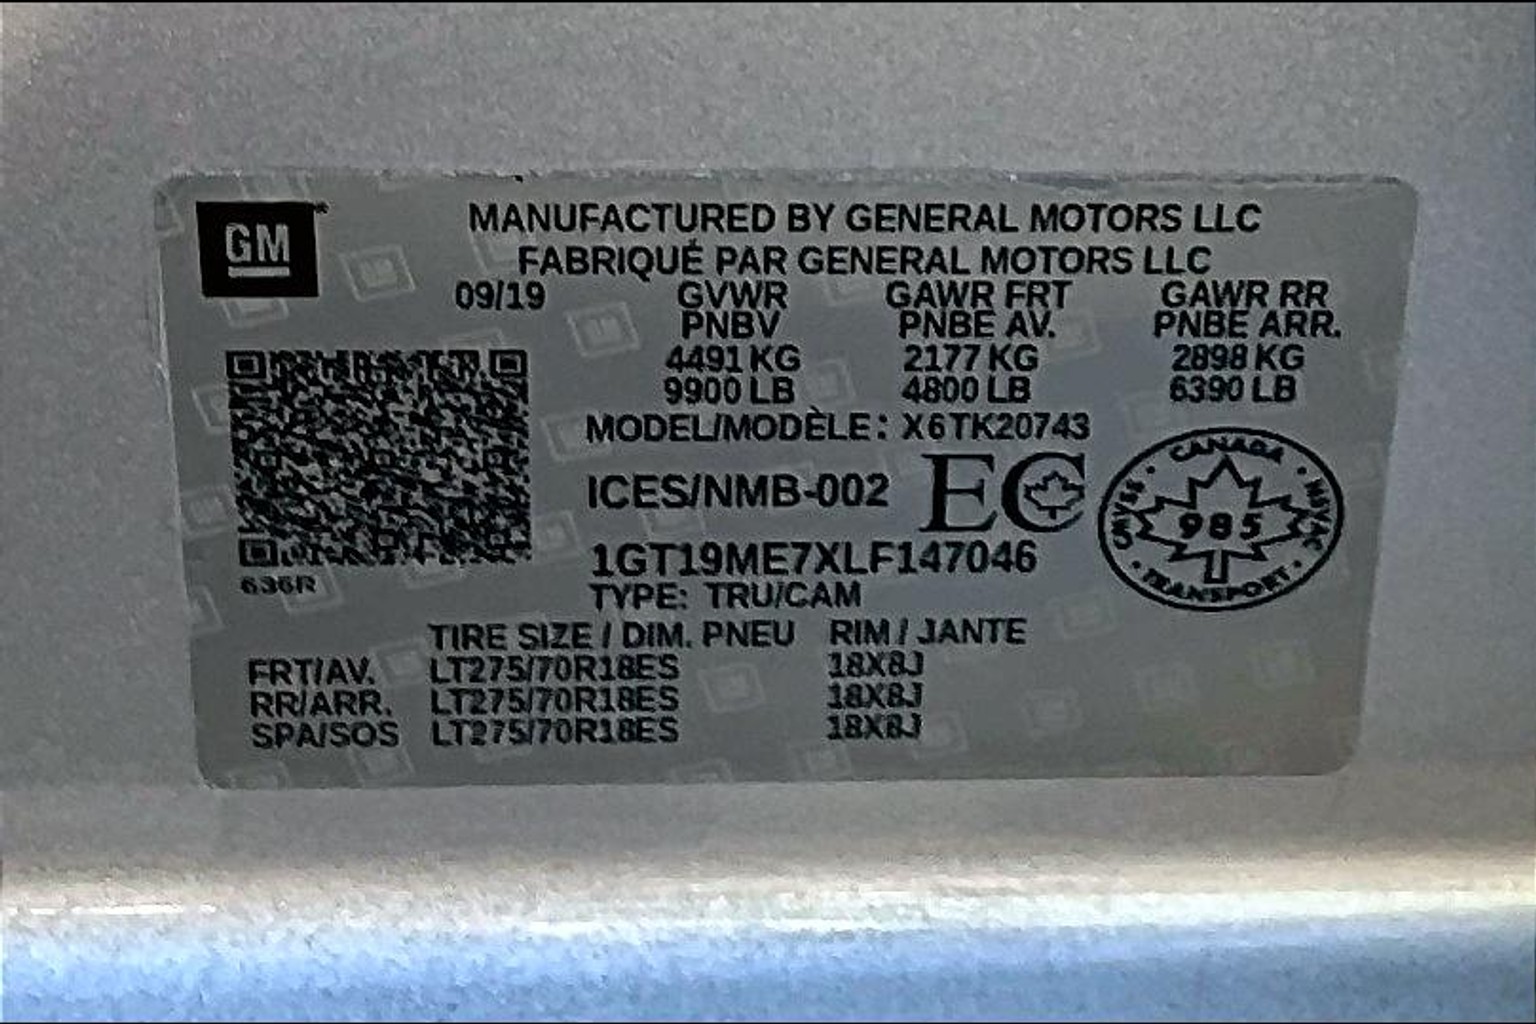 GM
MANUFACTURED BY GENERAL MOTORS LLC
FABRIQUÉ PAR GENERAL MOTORS LLC
09/19 GVWR GAWR FRT GAWR RR
PNBV PNBE AV. PNBE ARR.
4491 KG 2177 KG 2898 KG
9900 LB 4800 LB 6390 LB
MODEL/MODÈLE: X6TK20743
ICES/NMB-002 EC
CANADA
CMVSS 985 NSVAC
TRANSPORT
1GT19ME7XLF147046
636R
TYPE: TRU/CAM
TIRE SIZE / DIM. PNEU RIM / JANTE
FRT/AV. LT275/70R18ES 18X8J
RR/ARR. LT275/70R18ES 18X8J
SPA/SOS LT275/70R18ES 18X8J